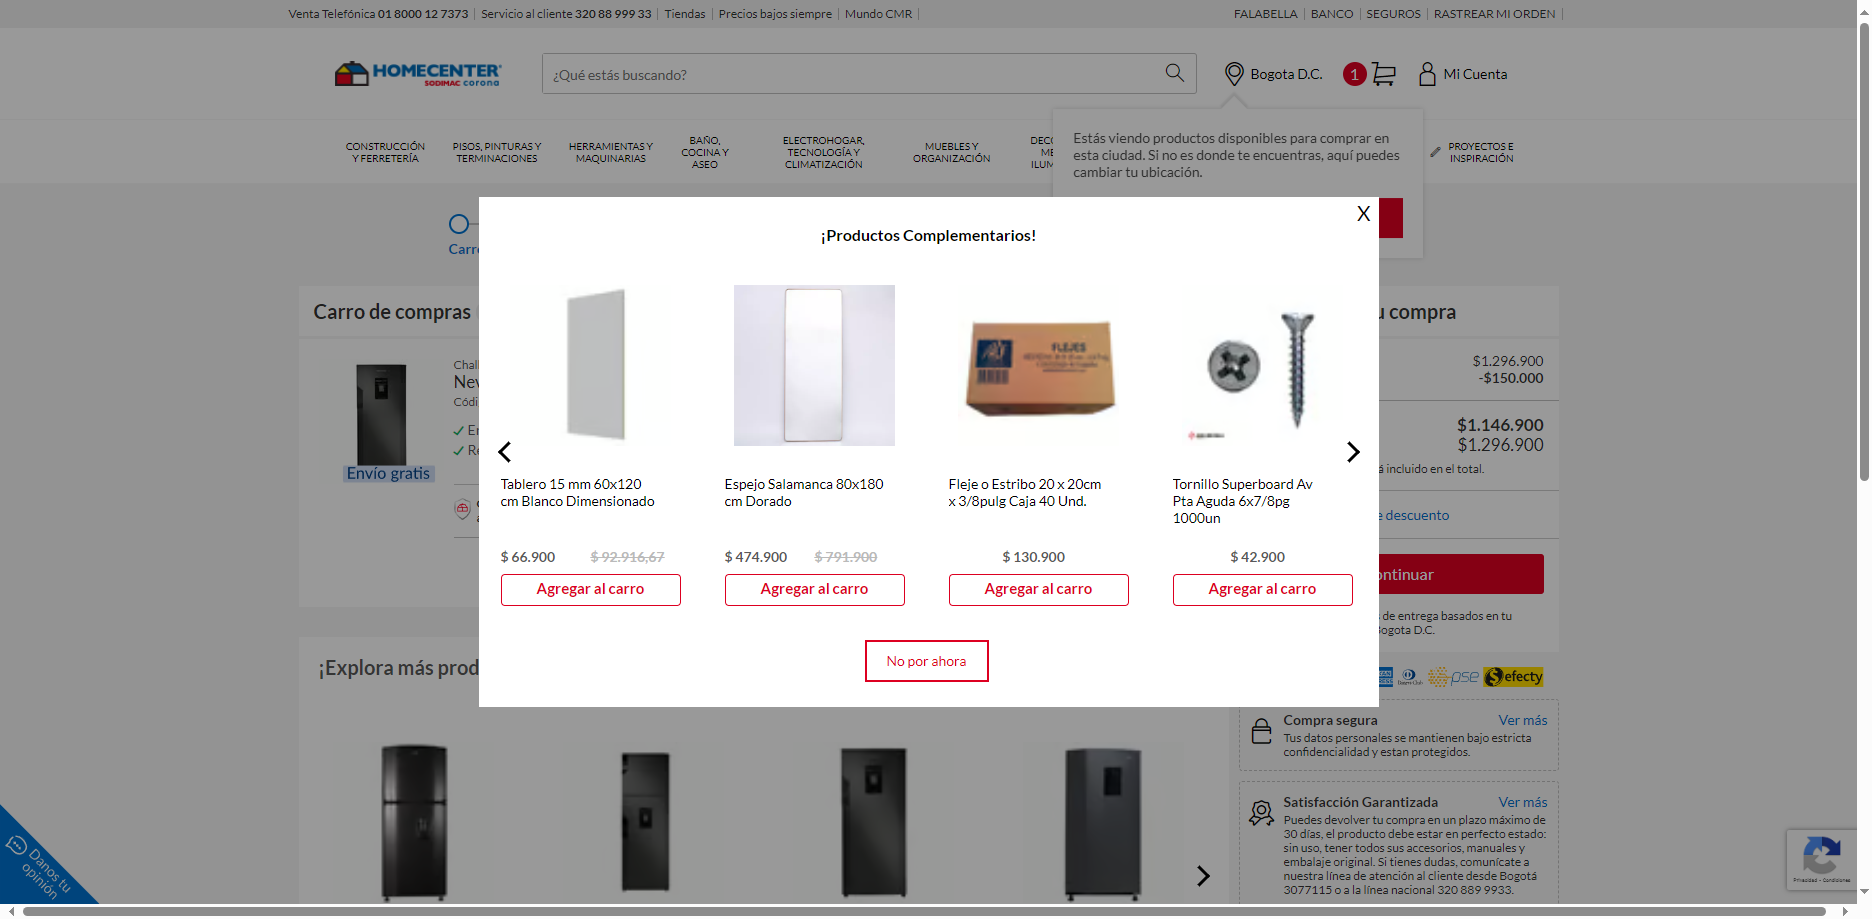 Venta Telefónica 01 8000 12 7373 Servicio al cliente 320 88 999 33 Tiendas Precios bajos siempre Mundo CMR
FALABELLA BANCO SEGUROS RASTREAR MI ORDEN
HOMECENTER
SODIMAC corona
¿Qué estás buscando?
Bogota D.C.
1
Mi Cuenta
CONSTRUCCIÓN
Y FERRETERÍA
PISOS, PINTURAS Y
TERMINACIONES
HERRAMIENTAS Y
MAQUINARIAS
BAÑO,
COCINA Y
ASEO
ELECTROHOGAR,
TECNOLOGÍA Y
CLIMATIZACIÓN
MUEBLES Y
ORGANIZACIÓN
PROYECTOS E
INSPIRACIÓN
Estás viendo productos disponibles para comprar en
esta ciudad. Si no es donde te encuentras, aquí puedes
cambiar tu ubicación.
X
¡Productos Complementarios!
Tablero 15 mm 60x120
cm Blanco Dimensionado
$ 66.900 $ 92.916,67
Agregar al carro
Espejo Salamanca 80x180
cm Dorado
$ 474.900 $ 791.900
Agregar al carro
FLEJES
Fleje o Estribo 20 x 20cm
x 3/8pulg Caja 40 Und.
$ 130.900
Agregar al carro
Tornillo Superboard Av
Pta Aguda 6x7/8pg
1000un
$ 42.900
Agregar al carro
No por ahora
Carro de compras
Envío gratis
u compra
$1.296.900
-$150.000
$1.146.900
$1.296.900
á incluido en el total.
e descuento
ontinuar
de entrega basados en tu
Bogota D.C.
pse
efecty
¡Explora más prod
Compra segura Ver más
Tus datos personales se mantienen bajo estricta
confidencialidad y estan protegidos.
Satisfacción Garantizada Ver más
Puedes devolver tu compra en un plazo máximo de
30 días, el producto debe estar en perfecto estado:
sin uso, tener todos sus accesorios, manuales y
embalaje original. Si tienes dudas, comunícate a
nuestra línea de atención al cliente desde Bogotá
3077115 o a la línea nacional 320 889 9933.
Danos tu
opinión
Privacidad - Condiciones